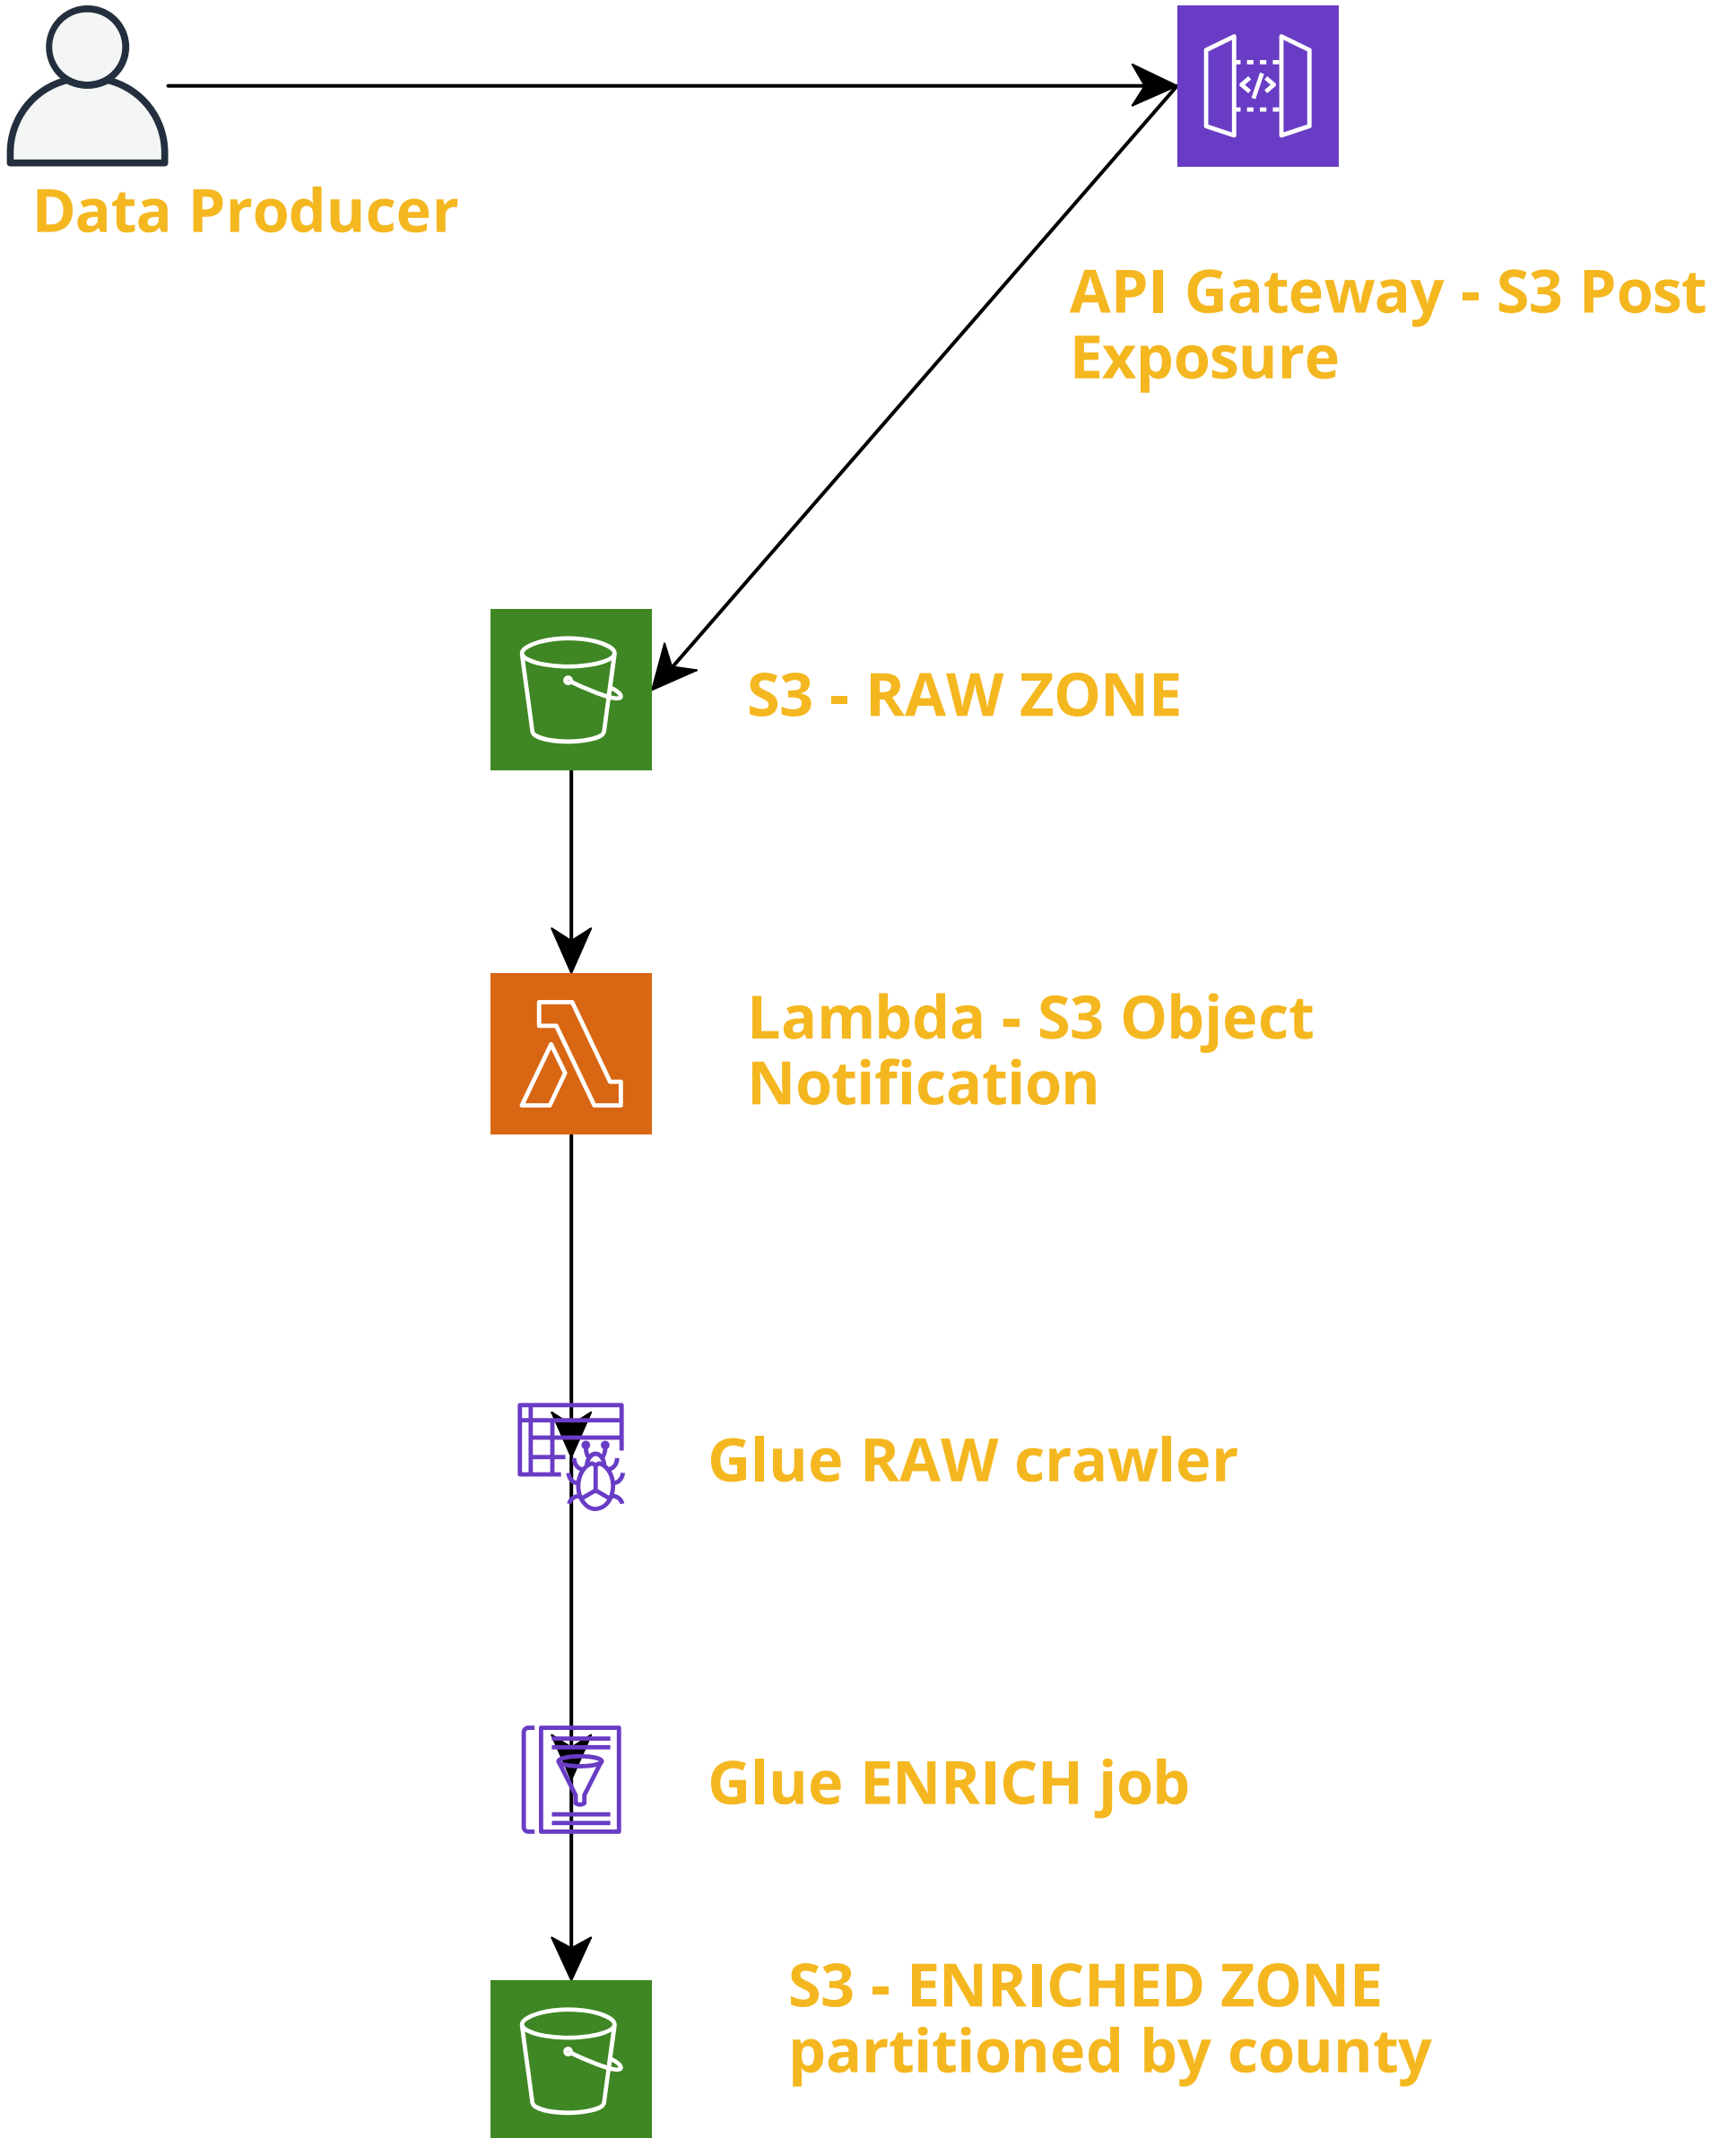 Data Producer
API Gateway - S3 Post
Exposure
S3 - RAW ZONE
Lambda - S3 Object
Notification
Glue RAW crawler
Glue ENRICH job
S3 - ENRICHED ZONE
partitioned by county